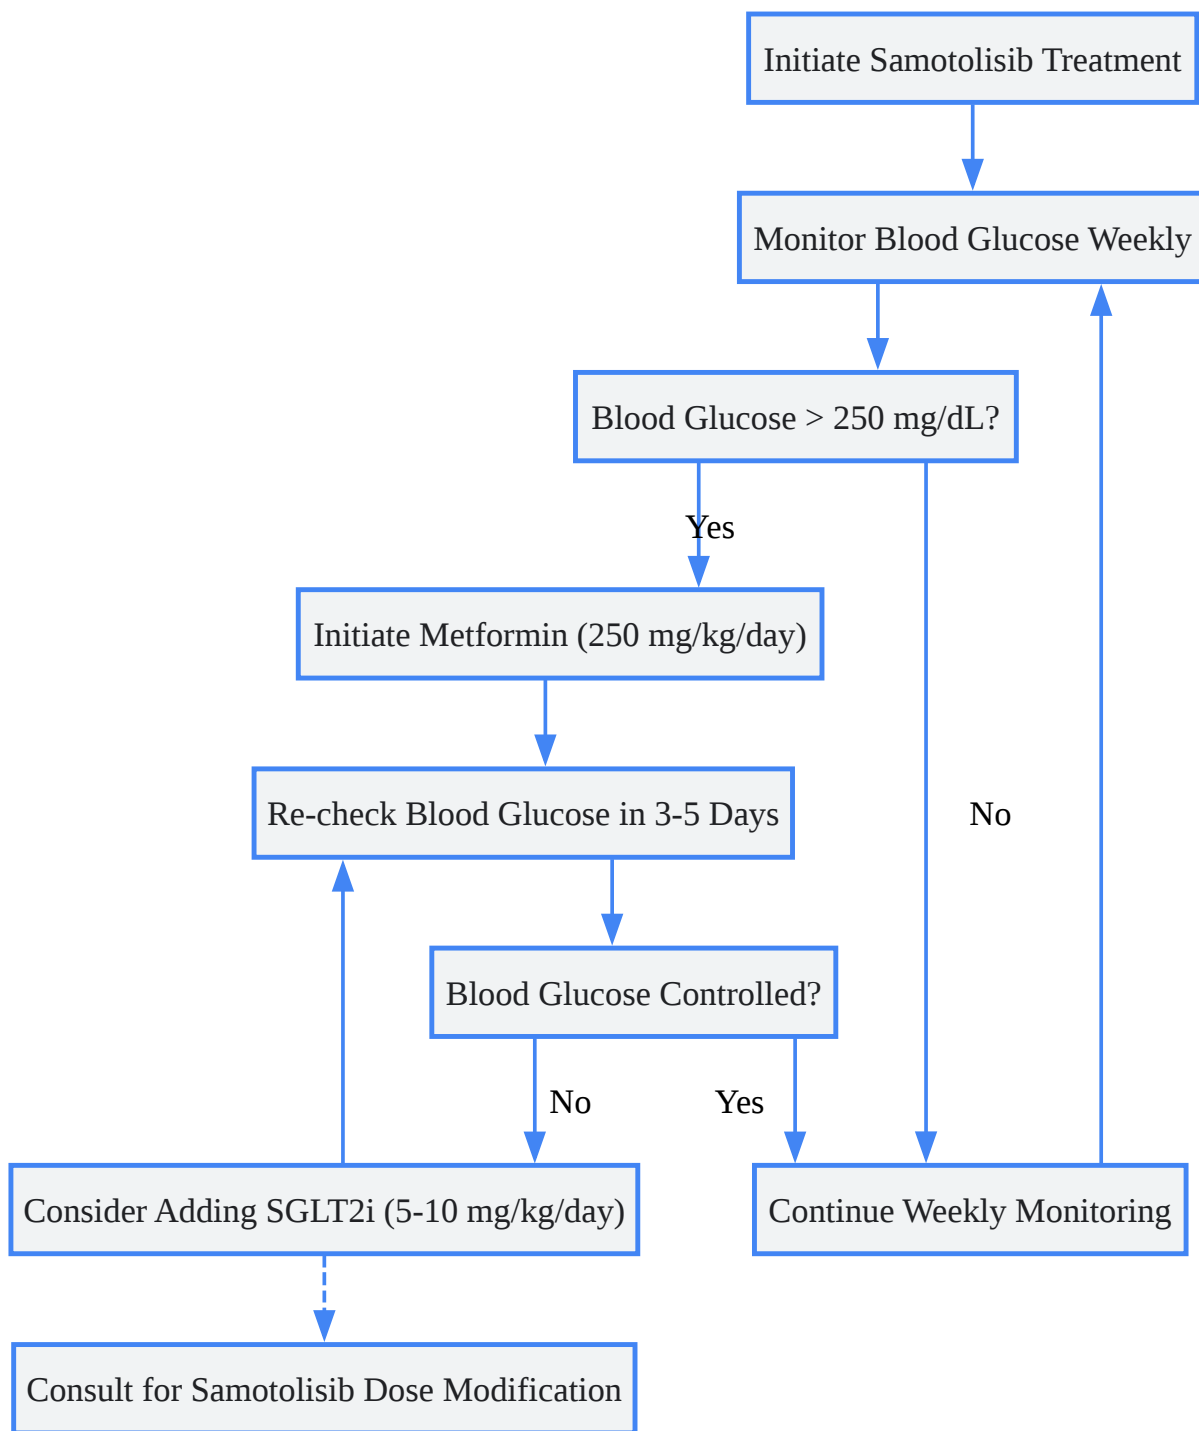 Initiate Samotolisib Treatment
Monitor Blood Glucose Weekly
Blood Glucose > 250 mg/dL?
Yes
Initiate Metformin (250 mg/kg/day)
Re-check Blood Glucose in 3-5 Days
No
Blood Glucose Controlled?
No
Yes
Consider Adding SGLT2i (5-10 mg/kg/day)
Continue Weekly Monitoring
Consult for Samotolisib Dose Modification